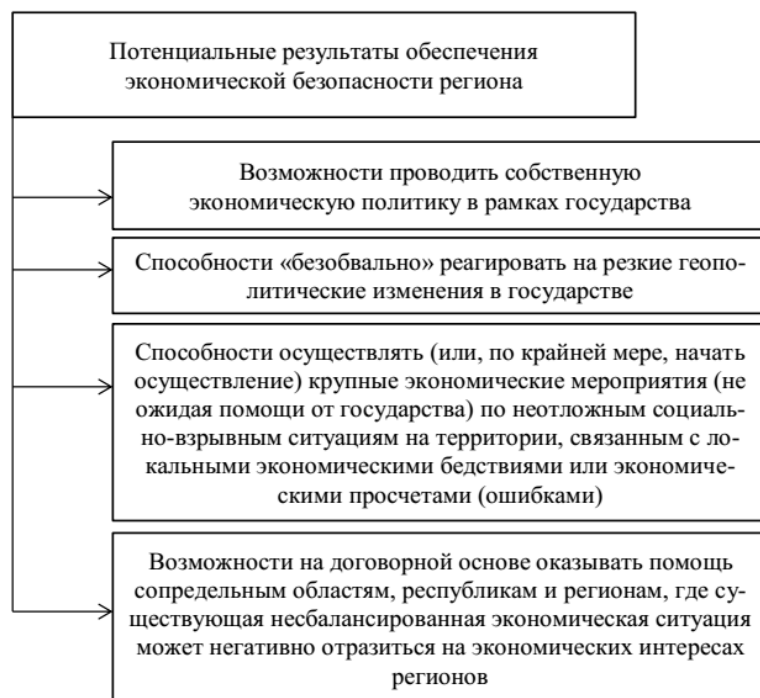 Потенциальные результаты обеспечения
экономической безопасности региона
Возможности проводить собственную
экономическую политику в рамках государства
Способности «безобвально» реагировать на резкие геопо-
литические изменения в государстве
Способности осуществлять (или, по крайней мере, начать
осуществление) крупные экономические мероприятия (не
ожидая помощи от государства) по неотложным социаль-
но-взрывным ситуациям на территории, связанным с ло-
кальными экономическими бедствиями или экономиче-
скими просчетами (ошибками)
Возможности на договорной основе оказывать помощь
сопредельным областям, республикам и регионам, где су-
ществующая несбалансированная экономическая ситуация
может негативно отразиться на экономических интересах
регионов